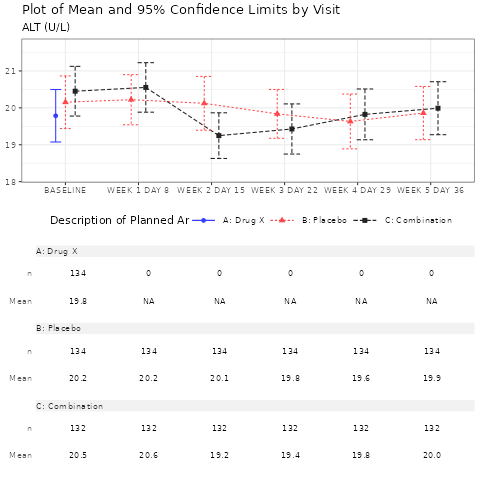 Plot of Mean and 95% Confidence Limits by Visit
ALT (U/L)
21
20
19
18
BASELINE WEEK 1 DAY 8 WEEK 2 DAY 15 WEEK 3 DAY 22 WEEK 4 DAY 29 WEEK 5 DAY 36
Description of Planned Ar A: Drug X B: Placebo C: Combination
A: Drug X
n 134 0 0 0 0 0
Mean 19.8 NA NA NA NA NA
B: Placebo
n 134 134 134 134 134 134
Mean 20.2 20.2 20.1 19.8 19.6 19.9
C: Combination
n 132 132 132 132 132 132
Mean 20.5 20.6 19.2 19.4 19.8 20.0